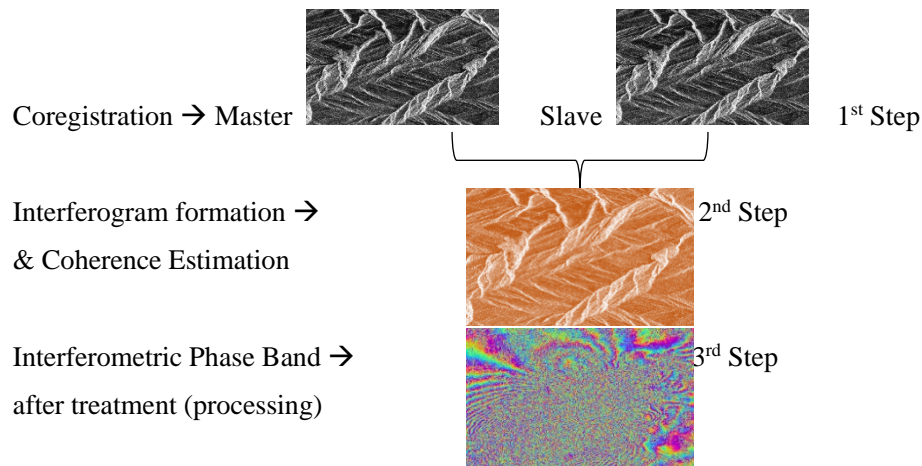 Coregistration → Master Slave 1st Step
Interferogram formation → 2nd Step
& Coherence Estimation
Interferometric Phase Band → 3rd Step
after treatment (processing)